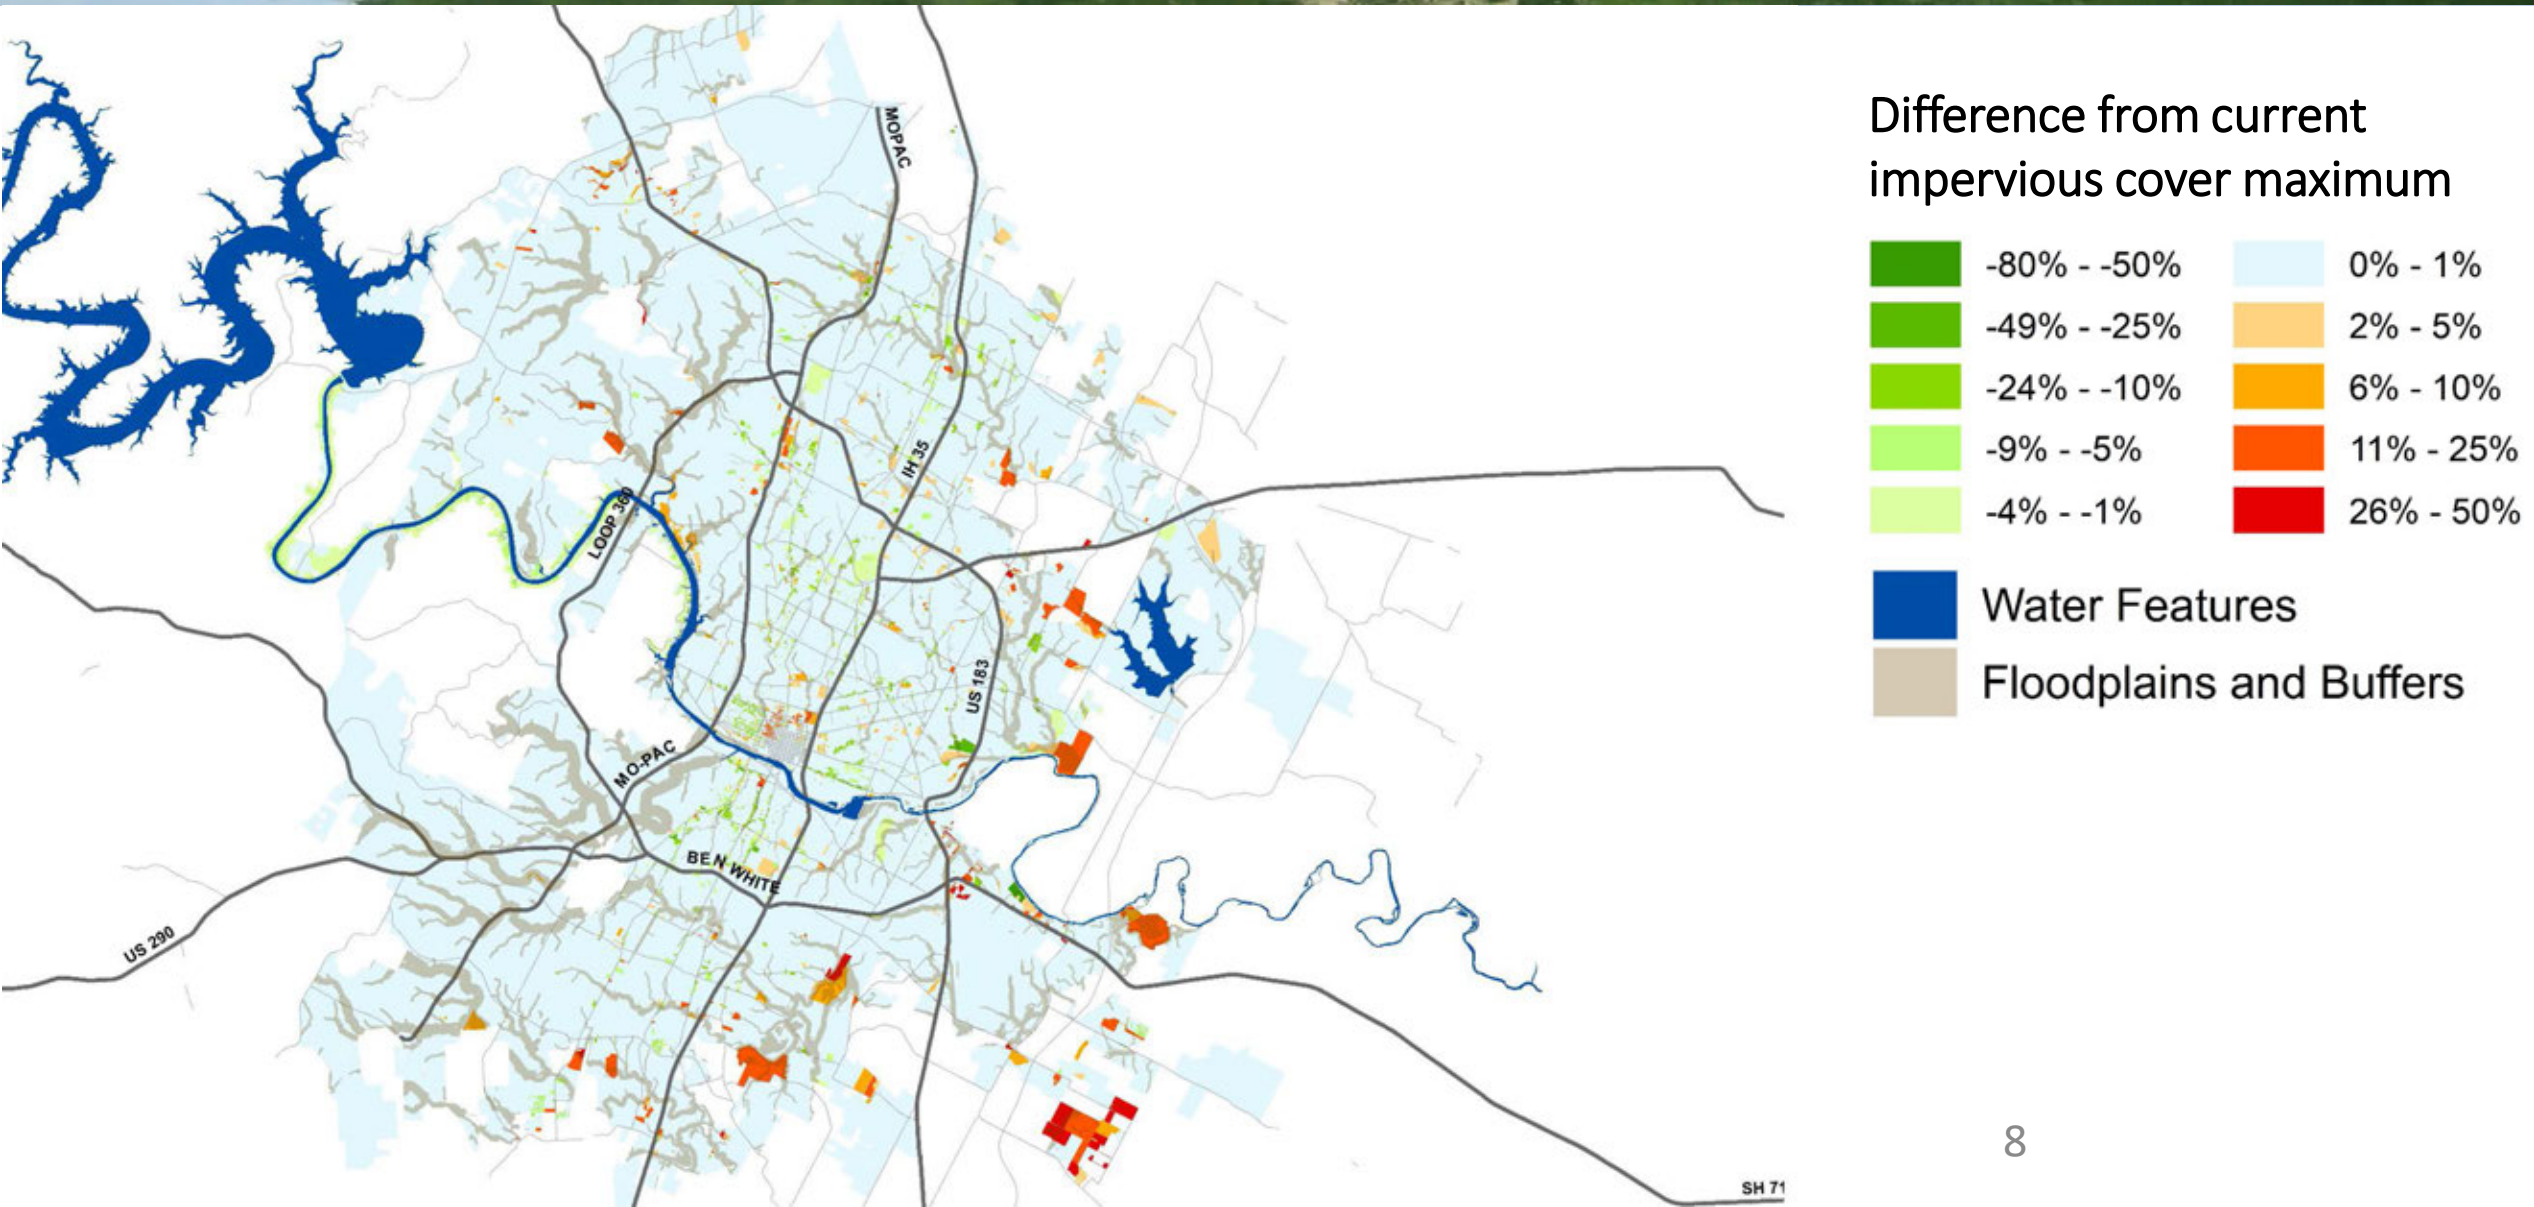 MOPAC
IH 35
LOOP 360
US 183
MO-PAC
BEN WHITE
US 290
SH 71
Difference from current
impervious cover maximum
-80% - -50%
0% - 1%
-49% - -25%
2% - 5%
-24% - -10%
6% - 10%
-9% - -5%
11% - 25%
-4% - -1%
26% - 50%
Water Features
Floodplains and Buffers
8